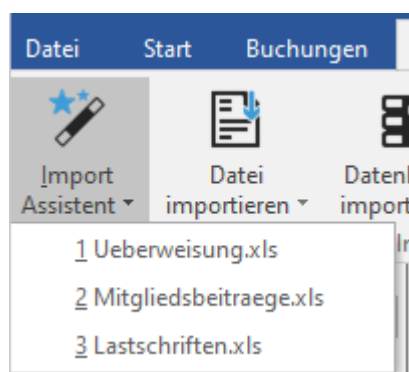 Datei Start Buchungen
Import Datei
Assistent importieren
1 Ueberweisung.xls
2 Mitgliedsbeitraege.xls
3 Lastschriften.xls